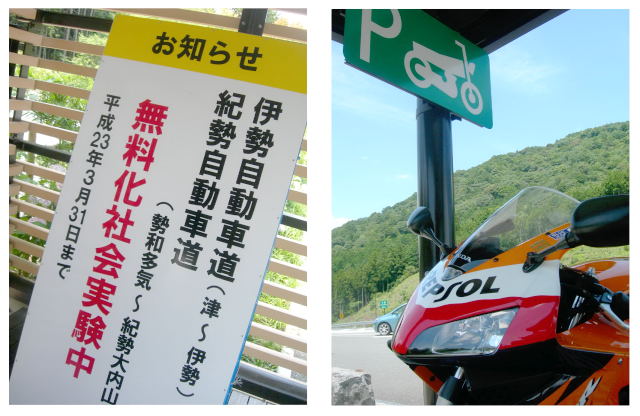 お知らせ
伊勢自動車道(津〜伊勢)
紀勢自動車道
(勢和多気〜紀勢大内山
無料化社会実験中
平成23年3月31日まで
P
EPSOL